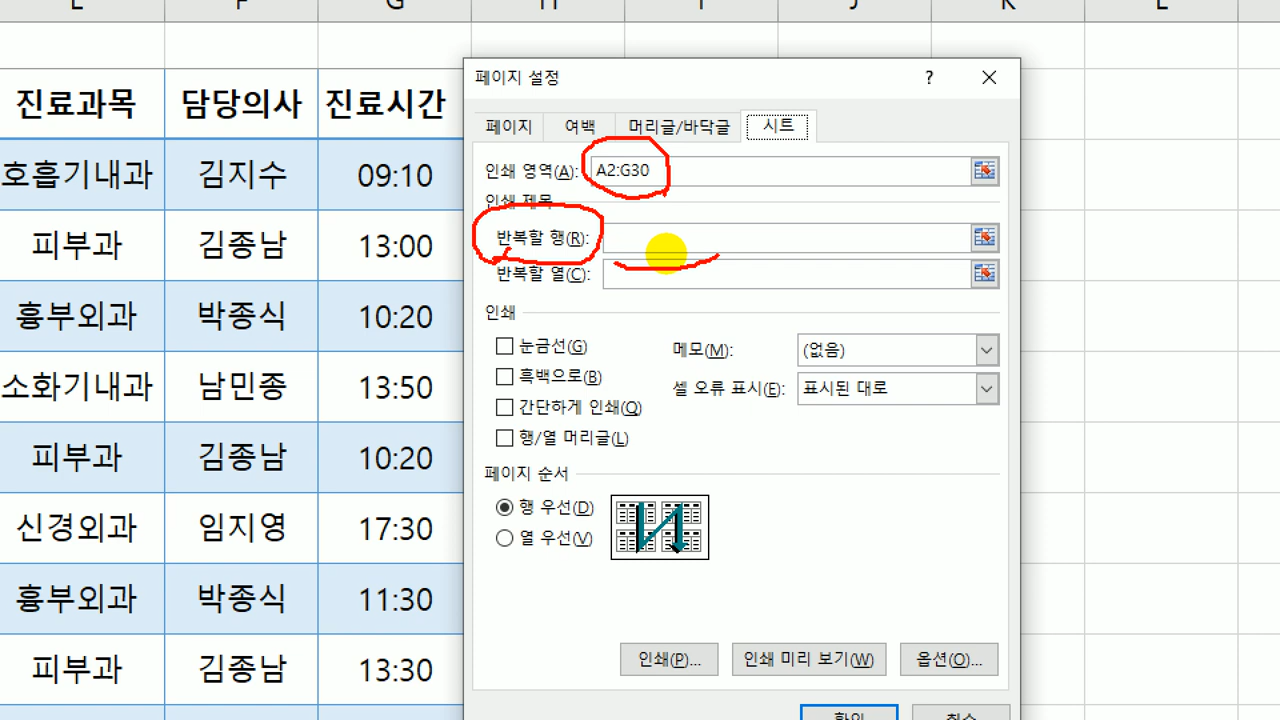 E F G H I J K L
진료과목 담당의사 진료시간
호흡기내과 김지수 09:10
피부과 김종남 13:00
흉부외과 박종식 10:20
소화기내과 남민종 13:50
피부과 김종남 10:20
신경외과 임지영 17:30
흉부외과 박종식 11:30
피부과 김종남 13:30
페이지 설정 ?
페이지 여백 머리글/바닥글 시트
인쇄 영역(A): A2:G30
인쇄 제목
반복할 행(R):
반복할 열(C):
인쇄
눈금선(G)
흑백으로(B)
간단하게 인쇄(Q)
행/열 머리글(L)
메모(M): (없음)
셀 오류 표시(E): 표시된 대로
페이지 순서
행 우선(D)
열 우선(V)
인쇄(P)... 인쇄 미리 보기(W) 옵션(O)...
확인 취소